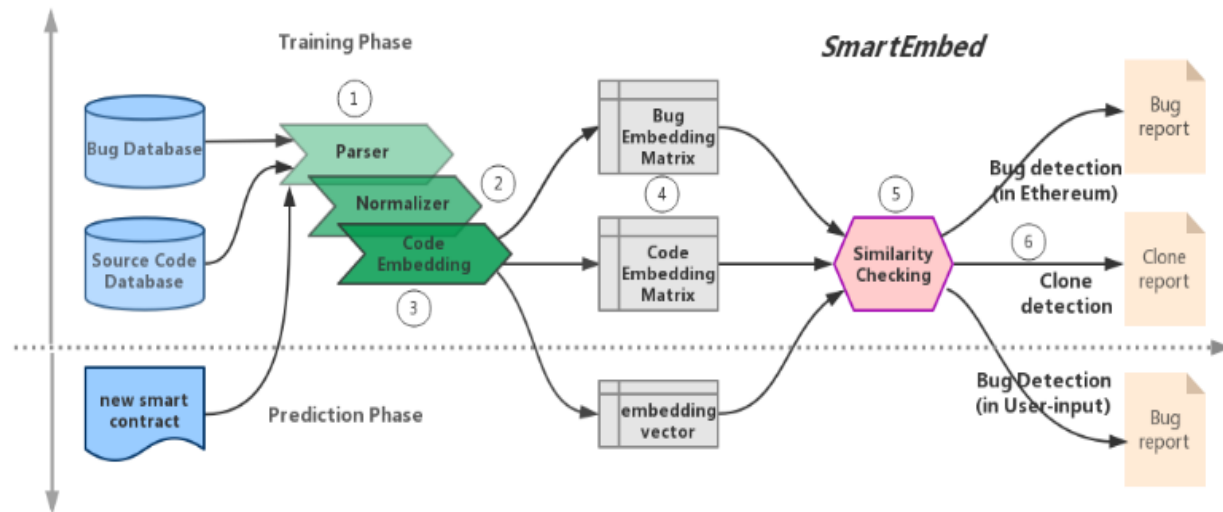 Training Phase
SmartEmbed
1
Bug Database
Parser
Bug
Embedding
Matrix
Bug
report
2
Normalizer
4
5
Bug detection
(in Ethereum)
Source Code
Database
Code
Embedding
3
Code
Embedding
Matrix
Similarity
Checking
6
Clone
detection
Clone
report
new smart
contract
Prediction Phase
embedding
vector
Bug Detection
(in User-input)
Bug
report